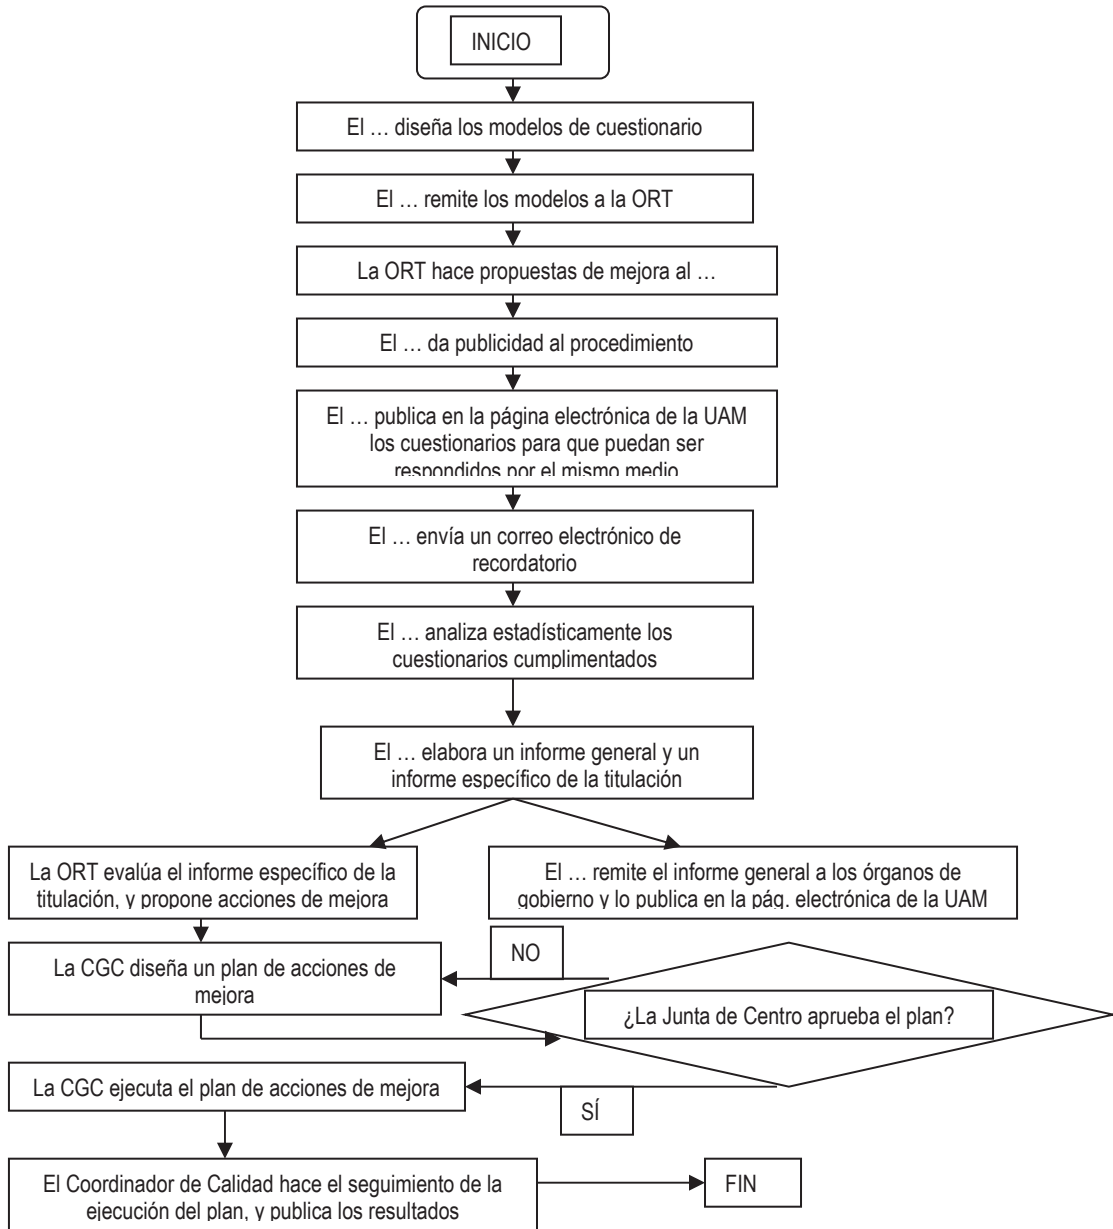 INICIO
El … diseña los modelos de cuestionario
El … remite los modelos a la ORT
La ORT hace propuestas de mejora al …
El … da publicidad al procedimiento
El … publica en la página electrónica de la UAM
los cuestionarios para que puedan ser
respondidos por el mismo medio
El … envía un correo electrónico de
recordatorio
El … analiza estadísticamente los
cuestionarios cumplimentados
El … elabora un informe general y un
informe específico de la titulación
La ORT evalúa el informe específico de la
titulación, y propone acciones de mejora
El … remite el informe general a los órganos de
gobierno y lo publica en la pág. electrónica de la UAM
La CGC diseña un plan de acciones de
mejora
NO
¿La Junta de Centro aprueba el plan?
La CGC ejecuta el plan de acciones de mejora
SÍ
El Coordinador de Calidad hace el seguimiento de la
ejecución del plan, y publica los resultados
FIN